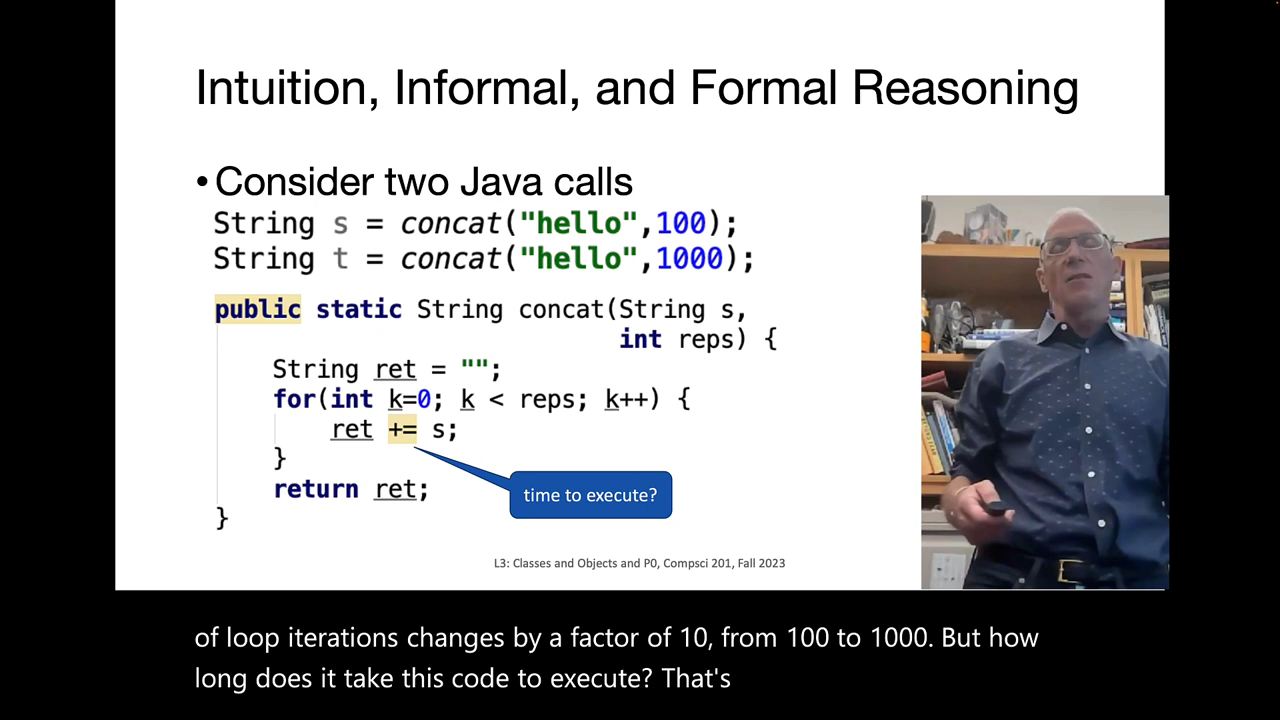 Intuition, Informal, and Formal Reasoning
• Consider two Java calls
String s = concat("hello",100);
String t = concat("hello",1000);
public static String concat(String s,
int reps) {
String ret = "";
for(int k=0; k < reps; k++) {
ret += s;
}
return ret;
}
time to execute?
L3: Classes and Objects and P0, Compsci 201, Fall 2023
of loop iterations changes by a factor of 10, from 100 to 1000. But how
long does it take this code to execute? That's